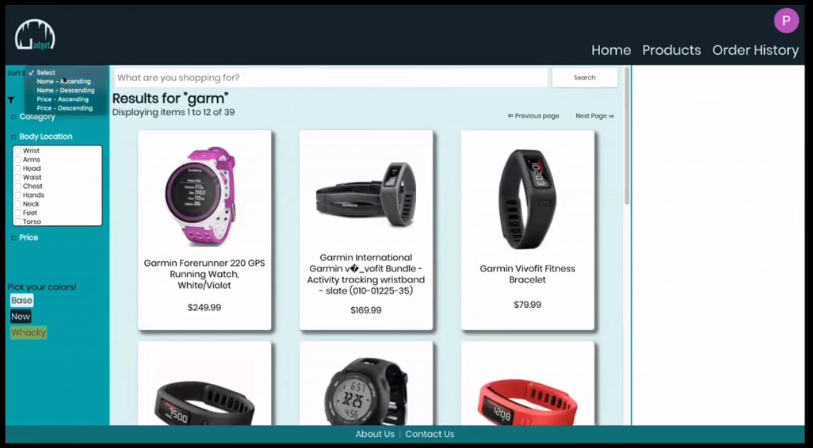 adget
P
Home Products Order History
Sort B
✓ Select
Name - Ascending
Name - Descending
Price - Ascending
Price - Descending
Category
Body Location
Wrist
Arms
Head
Waist
Chest
Hands
Neck
Feet
Torso
Price
Pick your colors!
Base
New
Whacky
What are you shopping for?
Search
Results for "garm"
Displaying items 1 to 12 of 39
⇐ Previous page Next Page ⇒
Garmin Forerunner 220 GPS
Running Watch,
White/Violet
$249.99
Garmin International
Garmin v�_vofit Bundle -
Activity tracking wristband
- slate (010-01225-35)
$169.99
Garmin Vivofit Fitness
Bracelet
$79.99
About Us | Contact Us